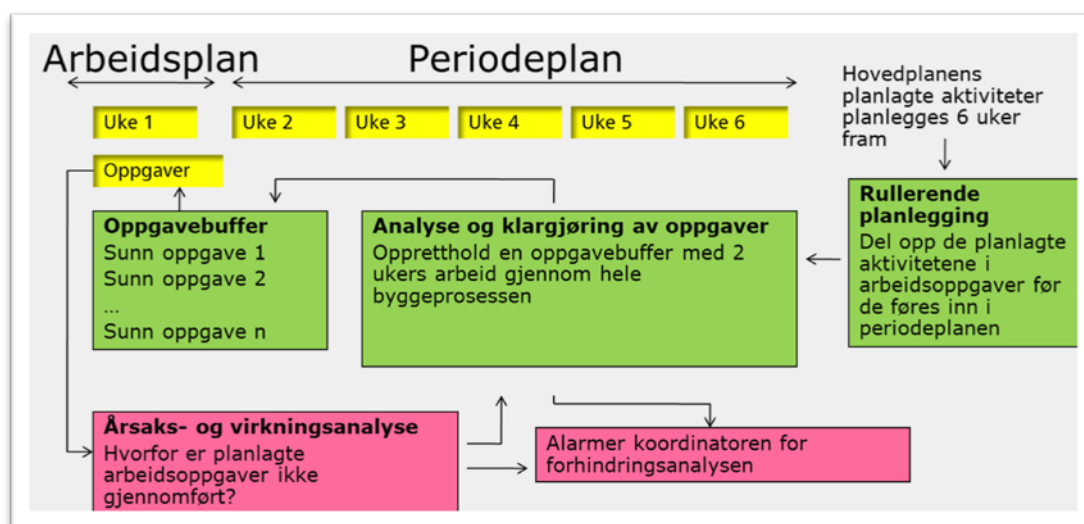 Arbeidsplan
Periodeplan
Hovedplanens
planlagte aktiviteter
planlegges 6 uker
fram
Uke 1
Uke 2
Uke 3
Uke 4
Uke 5
Uke 6
Oppgaver
Oppgavebuffer
Sunn oppgave 1
Sunn oppgave 2
...
Sunn oppgave n
Analyse og klargjøring av oppgaver
Oppretthold en oppgavebuffer med 2
ukers arbeid gjennom hele
byggeprosessen
Rullerende
planlegging
Del opp de planlagte
aktivitetene i
arbeidsoppgaver før
de føres inn i
periodeplanen
Årsaks- og virkningsanalyse
Hvorfor er planlagte
arbeidsoppgaver ikke
gjennomført?
Alarmer koordinatoren for
forhindringsanalysen